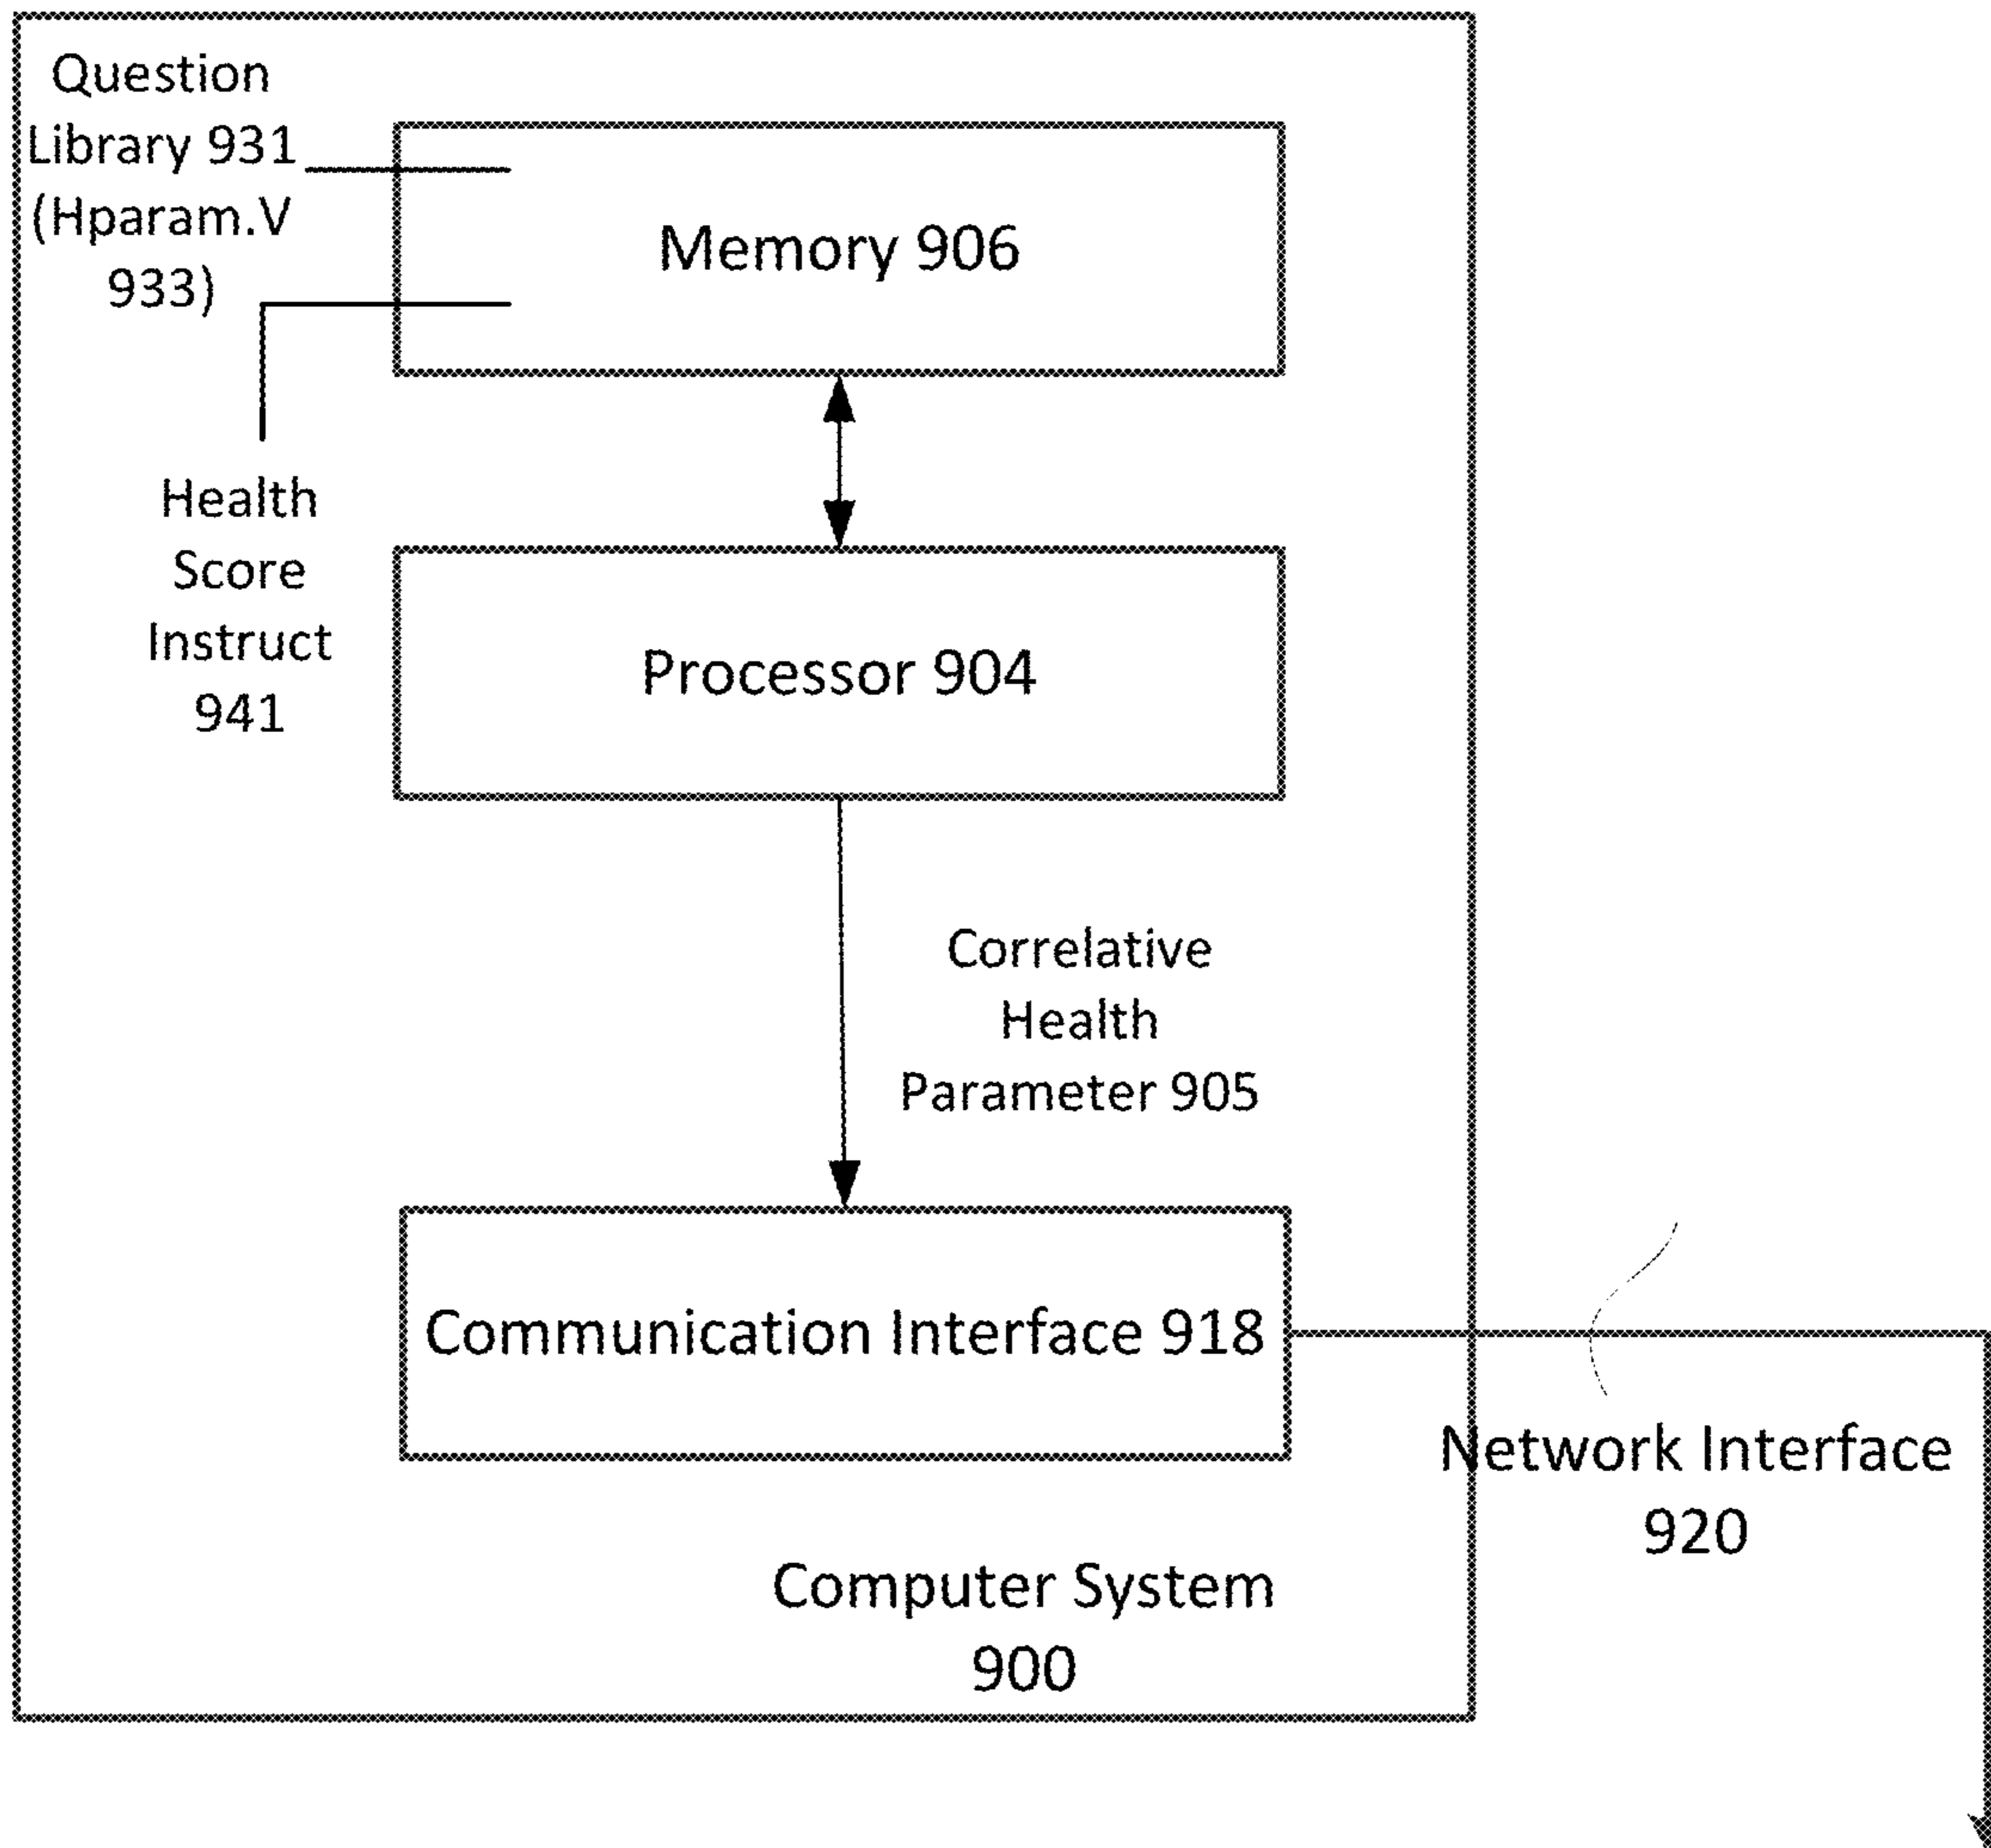 Question
Library 931
(Hparam.V
933)
Memory 906
Health
Score
Instruct
941
Processor 904
Correlative
Health
Parameter 905
Communication Interface 918
Network Interface
920
Computer System
900